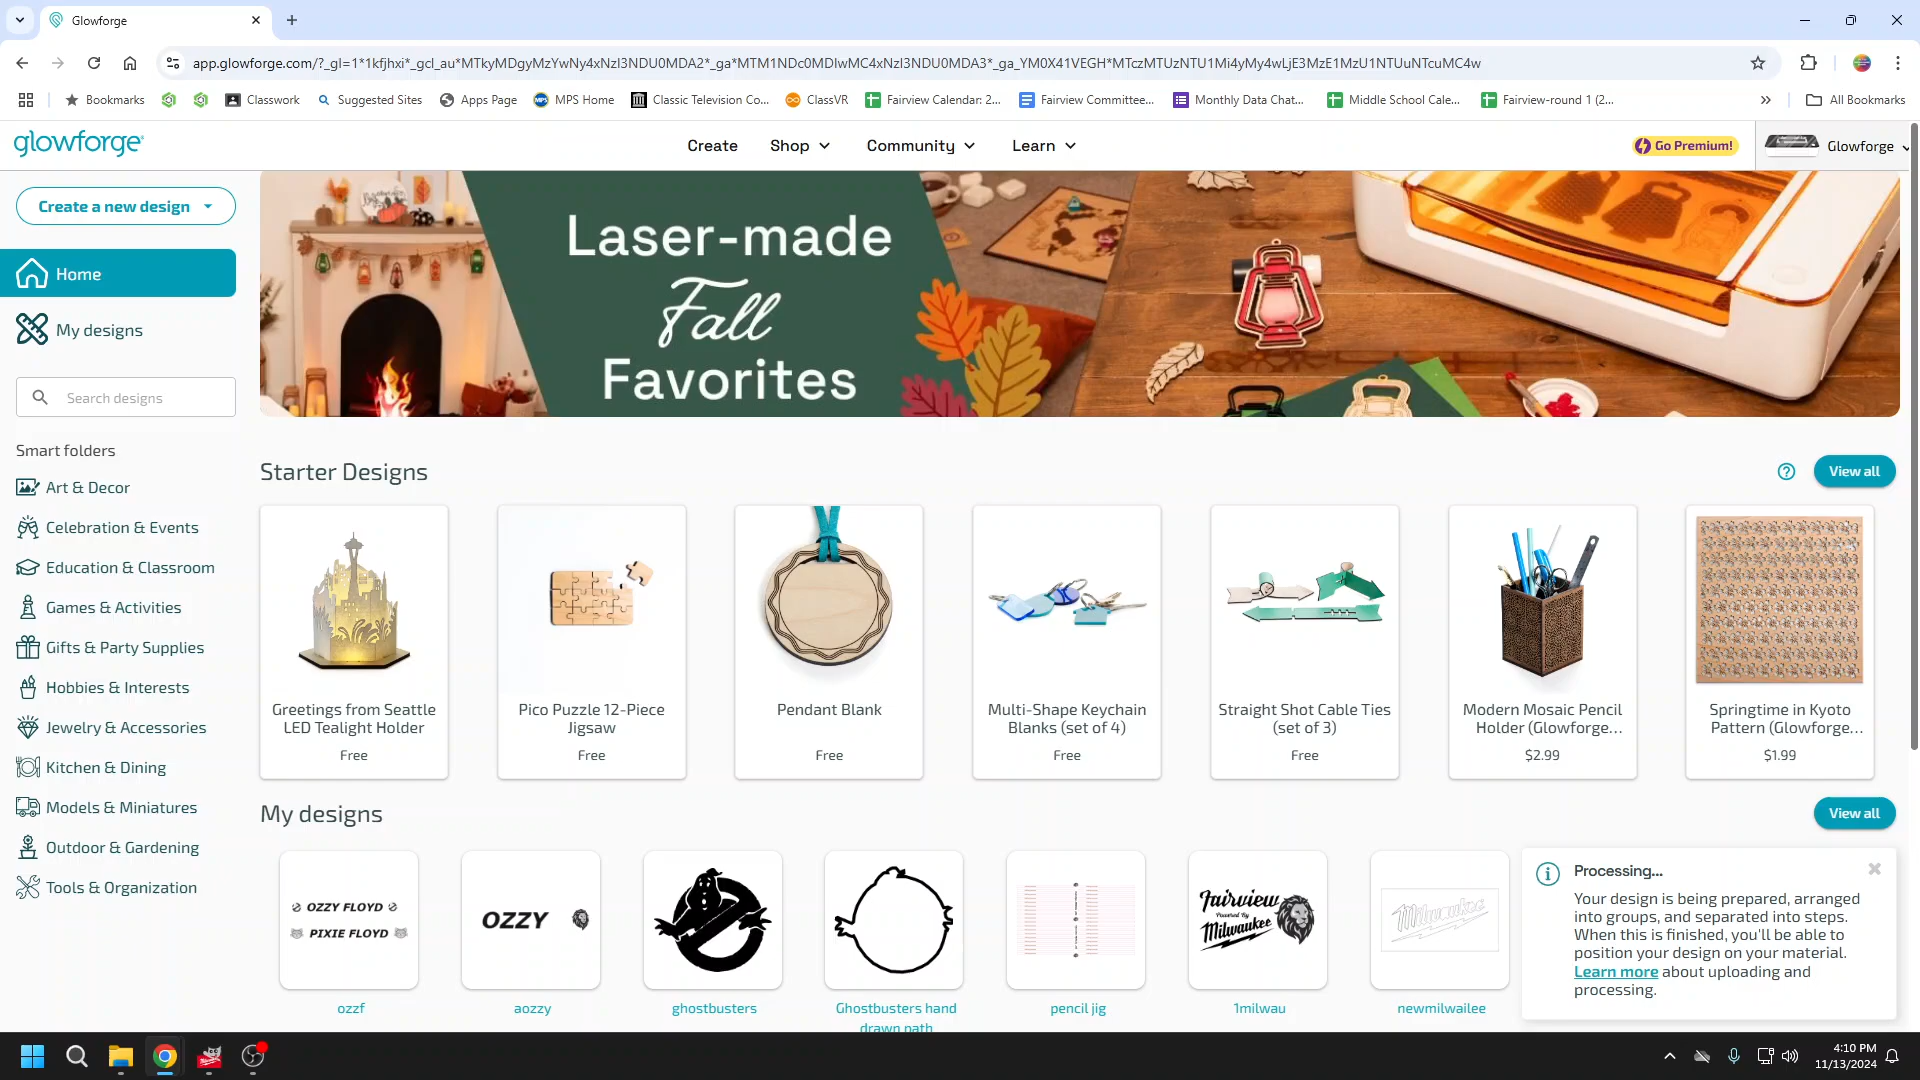 Glowforge
app.glowforge.com/?_gl=1*1kfjhxi*_gcl_au*MTkyMDgyMzYwNy4xNzI3NDU0MDA2*_ga*MTM1NDc0MDIwMC4xNzI3NDU0MDA3*_ga_YM0X41VEGH*MTczMTUzNTU1Mi4yMy4wLjE3MzE1MzU1NTUuNTcuMC4w
Bookmarks
Classwork
Suggested Sites
Apps Page
MPS Home
Classic Television Co...
ClassVR
Fairview Calendar: 2...
Fairview Committee...
Monthly Data Chat...
Middle School Cale...
Fairview-round 1 (2...
All Bookmarks
glowforge
Create
Shop
Community
Learn
Go Premium!
Glowforge
Create a new design
Home
My designs
Search designs
Smart folders
Art & Decor
Celebration & Events
Education & Classroom
Games & Activities
Gifts & Party Supplies
Hobbies & Interests
Jewelry & Accessories
Kitchen & Dining
Models & Miniatures
Outdoor & Gardening
Tools & Organization
Laser-made
Fall
Favorites
Starter Designs
View all
Greetings from Seattle
LED Tealight Holder
Free
Pico Puzzle 12-Piece
Jigsaw
Free
Pendant Blank
Free
Multi-Shape Keychain
Blanks (set of 4)
Free
Straight Shot Cable Ties
(set of 3)
Free
Modern Mosaic Pencil
Holder (Glowforge...
$2.99
Springtime in Kyoto
Pattern (Glowforge...
$1.99
My designs
View all
OZZY FLOYD
PIXIE FLOYD
ozzf
OZZY
aozzy
ghostbusters
Ghostbusters hand
drawn path
pencil jig
Fairview
Powered By
Milwaukee
1milwau
Milwaukee
newmilwailee
Processing...
Your design is being prepared, arranged
into groups, and separated into steps.
When this is finished, you'll be able to
position your design on your material.
Learn more about uploading and
processing.
4:10 PM
11/13/2024